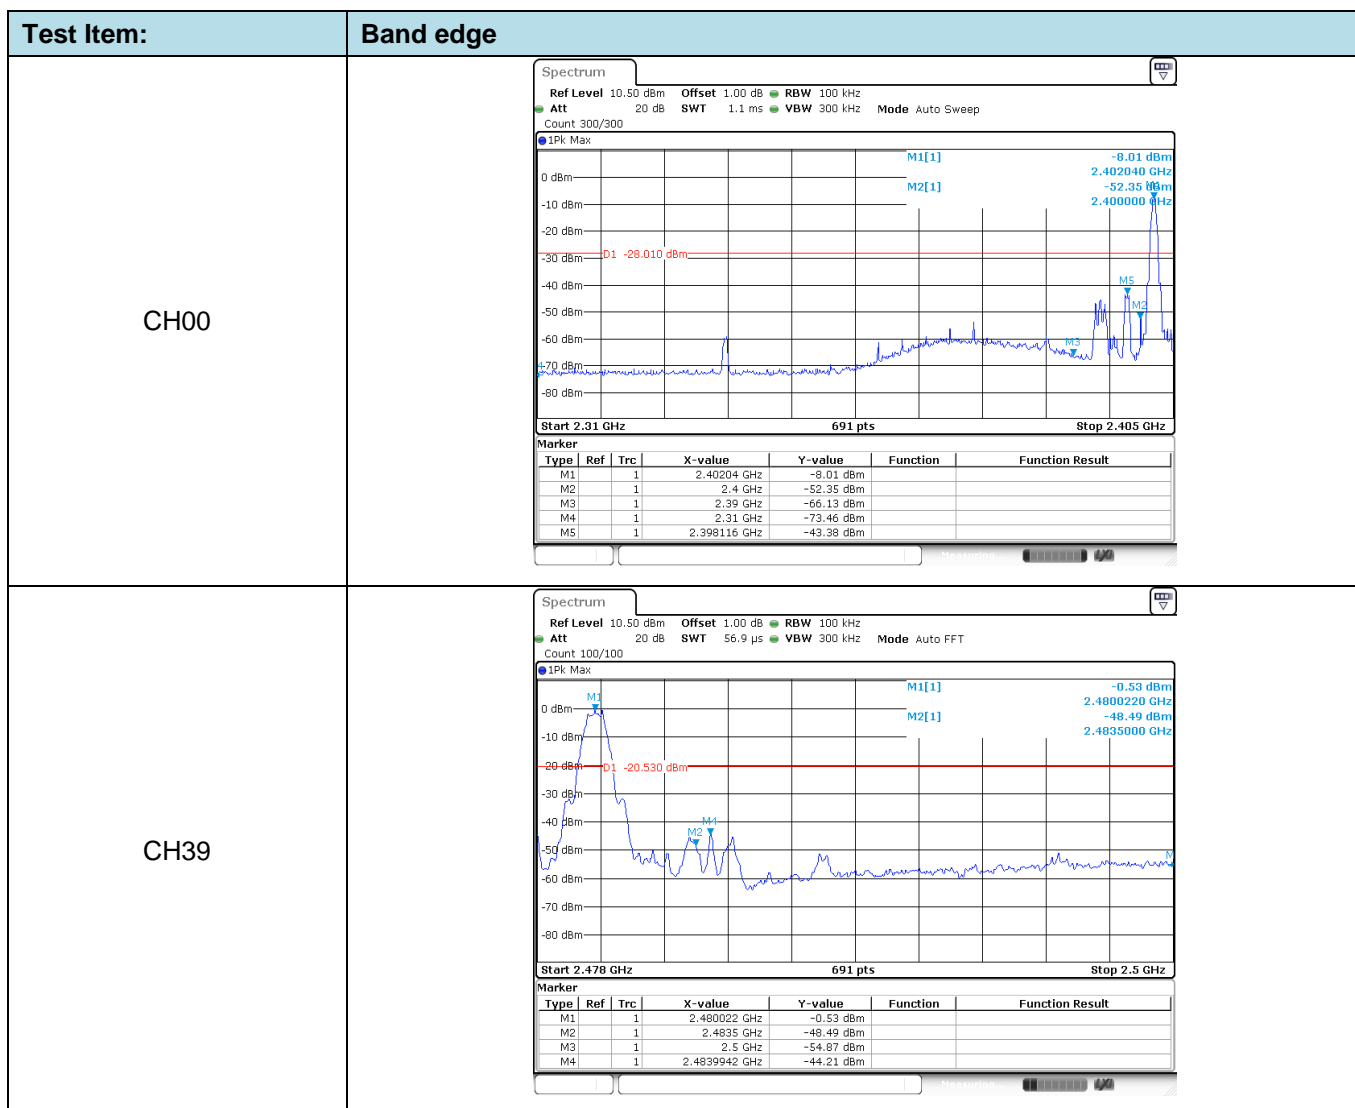 Test Item: Band edge
CH00
Spectrum
Ref Level 10.50 dBm Offset 1.00 dB RBW 100 kHz
Att 20 dB SWT 1.1 ms VBW 300 kHz Mode Auto Sweep
Count 300/300
1Pk Max
M1[1] -8.01 dBm
2.402040 GHz
M2[1] -52.35 dBm
2.400000 GHz
M1
0 dBm
-10 dBm
-20 dBm
D1 -28.010 dBm
-30 dBm
-40 dBm
M5
-50 dBm
M2
-60 dBm
M3
-70 dBm
-80 dBm
Start 2.31 GHz 691 pts Stop 2.405 GHz
Marker
Type Ref Trc X-value Y-value Function Function Result
M1 1 2.40204 GHz -8.01 dBm
M2 1 2.4 GHz -52.35 dBm
M3 1 2.39 GHz -66.13 dBm
M4 1 2.31 GHz -73.46 dBm
M5 1 2.398116 GHz -43.38 dBm
Measuring...
CH39
Spectrum
Ref Level 10.50 dBm Offset 1.00 dB RBW 100 kHz
Att 20 dB SWT 56.9 µs VBW 300 kHz Mode Auto FFT
Count 100/100
1Pk Max
M1[1] -0.53 dBm
2.4800220 GHz
M2[1] -48.49 dBm
2.4835000 GHz
M1
0 dBm
-10 dBm
-20 dBm
D1 -20.530 dBm
-30 dBm
-40 dBm
M4
M2
-50 dBm
-60 dBm
-70 dBm
-80 dBm
Start 2.478 GHz 691 pts Stop 2.5 GHz
Marker
Type Ref Trc X-value Y-value Function Function Result
M1 1 2.480022 GHz -0.53 dBm
M2 1 2.4835 GHz -48.49 dBm
M3 1 2.5 GHz -54.87 dBm
M4 1 2.4839942 GHz -44.21 dBm
Measuring...